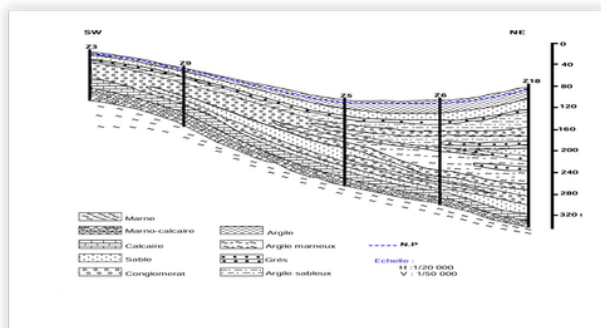 SW NE
Z3
Z9
Z5 Z6 Z18
0
40
80
120
160
200
240
280
320
Marne
Marno-calcaire Argile
Calcaire Argile marneux
Sable Grés
Conglomerat Argile sableux
N.P
Echelle :
H :1/20 000
V : 1/50 000